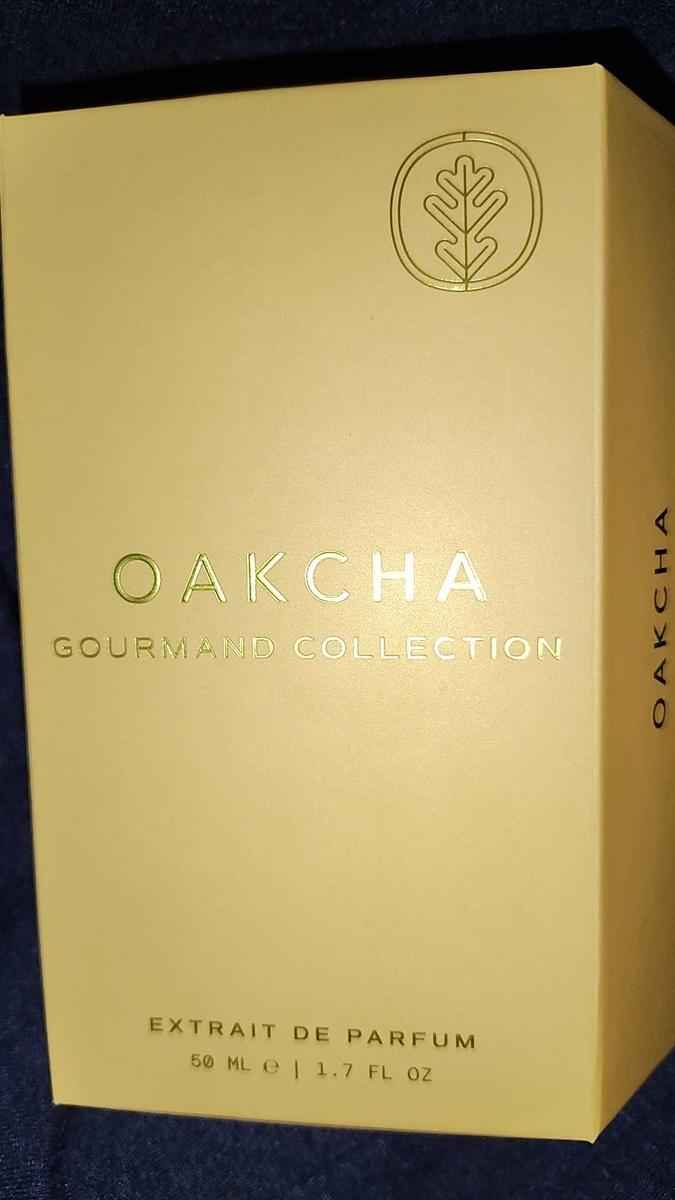 OAKCHA
GOURMAND COLLECTION
EXTRAIT DE PARFUM
50 ML ℮ | 1.7 FL OZ
OAKCHA